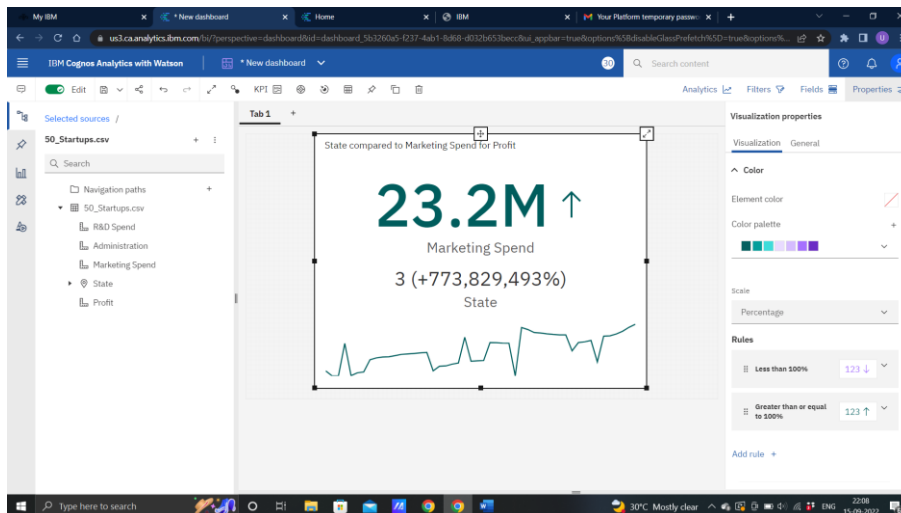 My IBM
* New dashboard
Home
IBM
Your Platform temporary passwo
us3.ca.analytics.ibm.com/bi/?perspective=dashboard&id=dashboard_5b3260a5-f237-4ab1-8d68-d032b653becc&ui_appbar=true&options%5BdisableGlassPrefetch%5D=true&options%...
U
IBM Cognos Analytics with Watson
* New dashboard
30
Search content
Edit
KPI
Analytics
Filters
Fields
Properties
Selected sources /
50_Startups.csv
Search
Navigation paths
50_Startups.csv
R&D Spend
Administration
Marketing Spend
State
Profit
Tab 1
State compared to Marketing Spend for Profit
23.2M ↑
Marketing Spend
3 (+773,829,493%)
State
Visualization properties
Visualization General
Color
Element color
Color palette
Scale
Percentage
Rules
Less than 100% 123 ↓
Greater than or equal
to 100% 123 ↑
Add rule +
Type here to search
30°C Mostly clear
ENG
22:08
15-09-2022